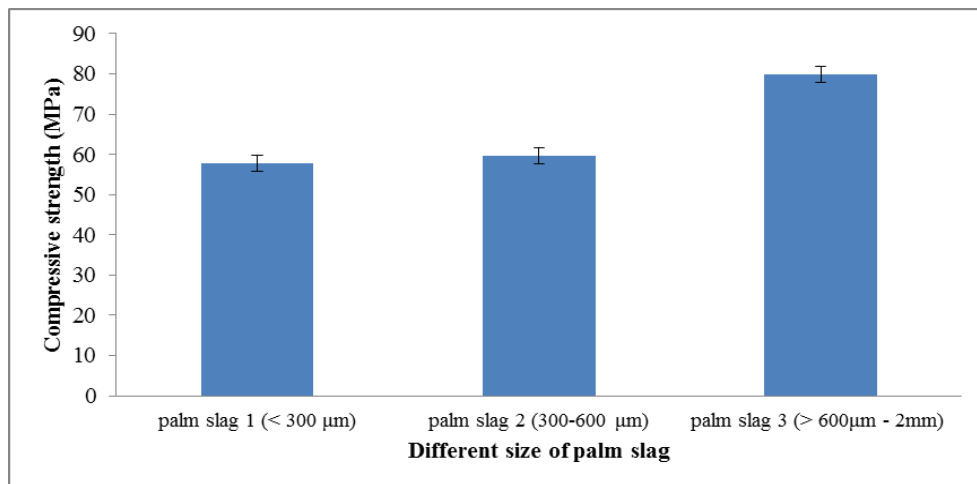 Compressive strength (MPa)
90
80
70
60
50
40
30
20
10
0
palm slag 1 (< 300 μm)
palm slag 2 (300-600 μm)
palm slag 3 (> 600μm - 2mm)
Different size of palm slag